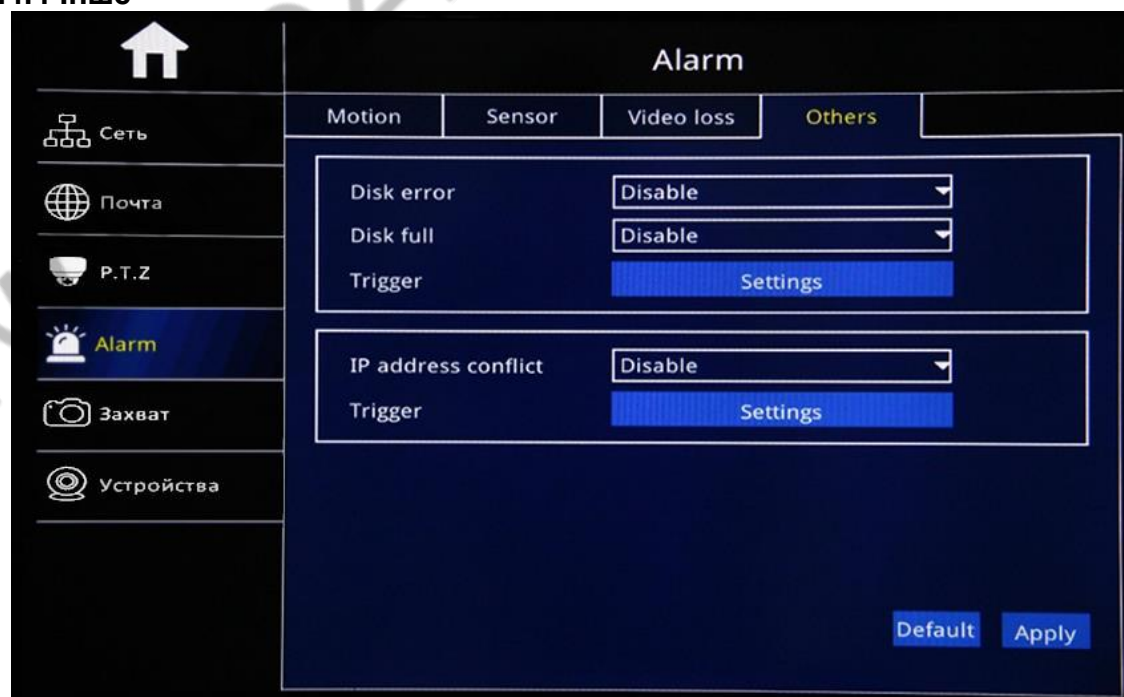 Alarm
Motion
Sensor
Video loss
Others
Сеть
Почта
P.T.Z
Alarm
Захват
Устройства
Disk error
Disable
Disk full
Disable
Trigger
Settings
IP address conflict
Disable
Trigger
Settings
Default
Apply